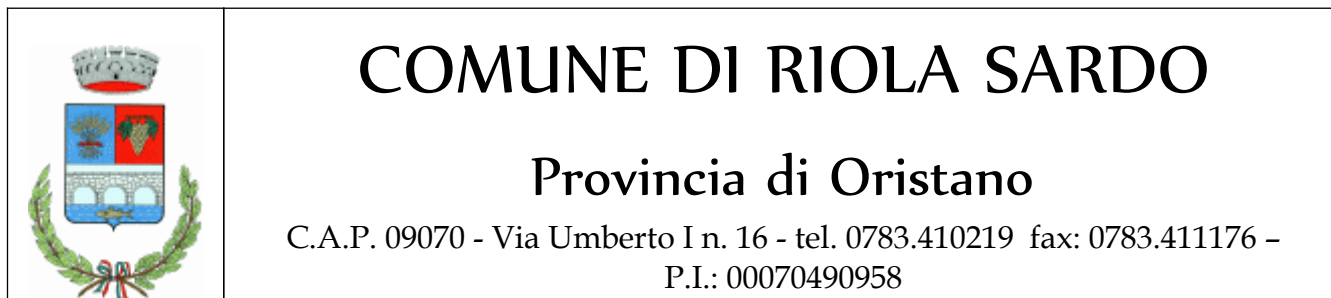 COMUNE DI RIOLA SARDO
Provincia di Oristano
C.A.P. 09070 - Via Umberto I n. 16 - tel. 0783.410219 fax: 0783.411176 –
P.I.: 00070490958